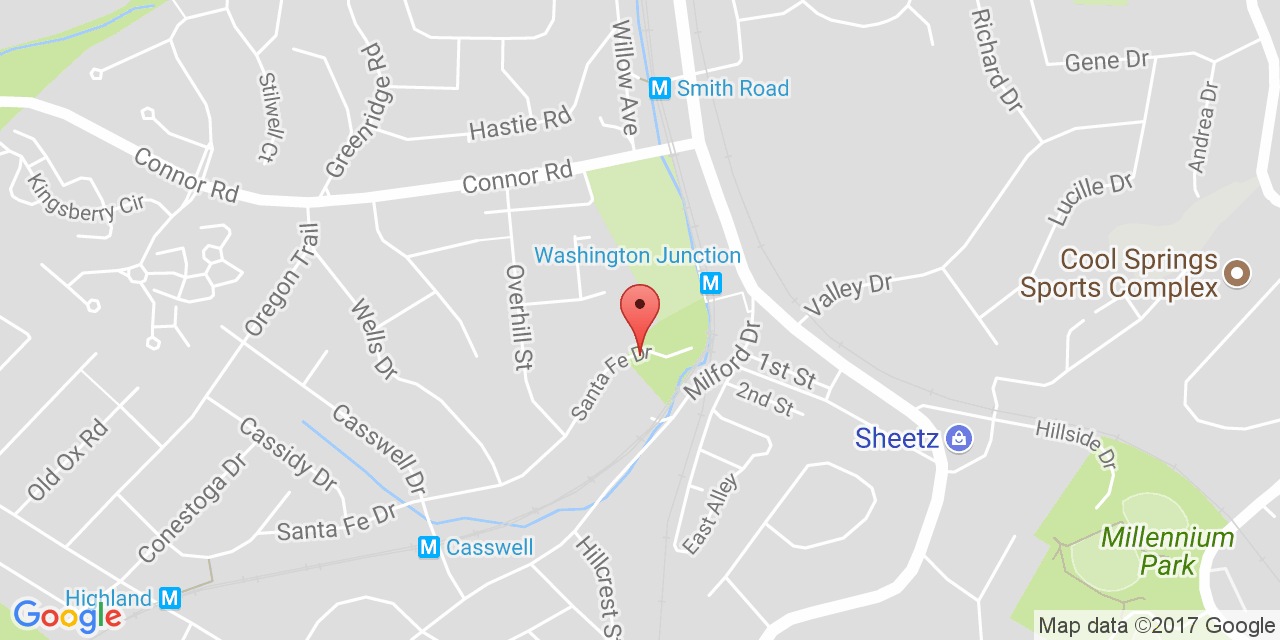 Willow Ave
Richard Dr
Gene Dr
Stilwell Ct
Greenridge Rd
M Smith Road
Hastie Rd
Andrea Dr
Connor Rd
Connor Rd
Kingsberry Cir
Lucille Dr
Oregon Trail
Washington Junction
M
Overhill St
Valley Dr
Cool Springs
Sports Complex
Wells Dr
Santa Fe Dr
Milford Dr
1st St
2nd St
Old Ox Rd
Cassidy Dr
Casswell Dr
Conestoga Dr
Sheetz
Hillside Dr
East Alley
Santa Fe Dr
M Casswell
Hillcrest S
Millennium
Park
Highland M
Google
Map data ©2017 Google